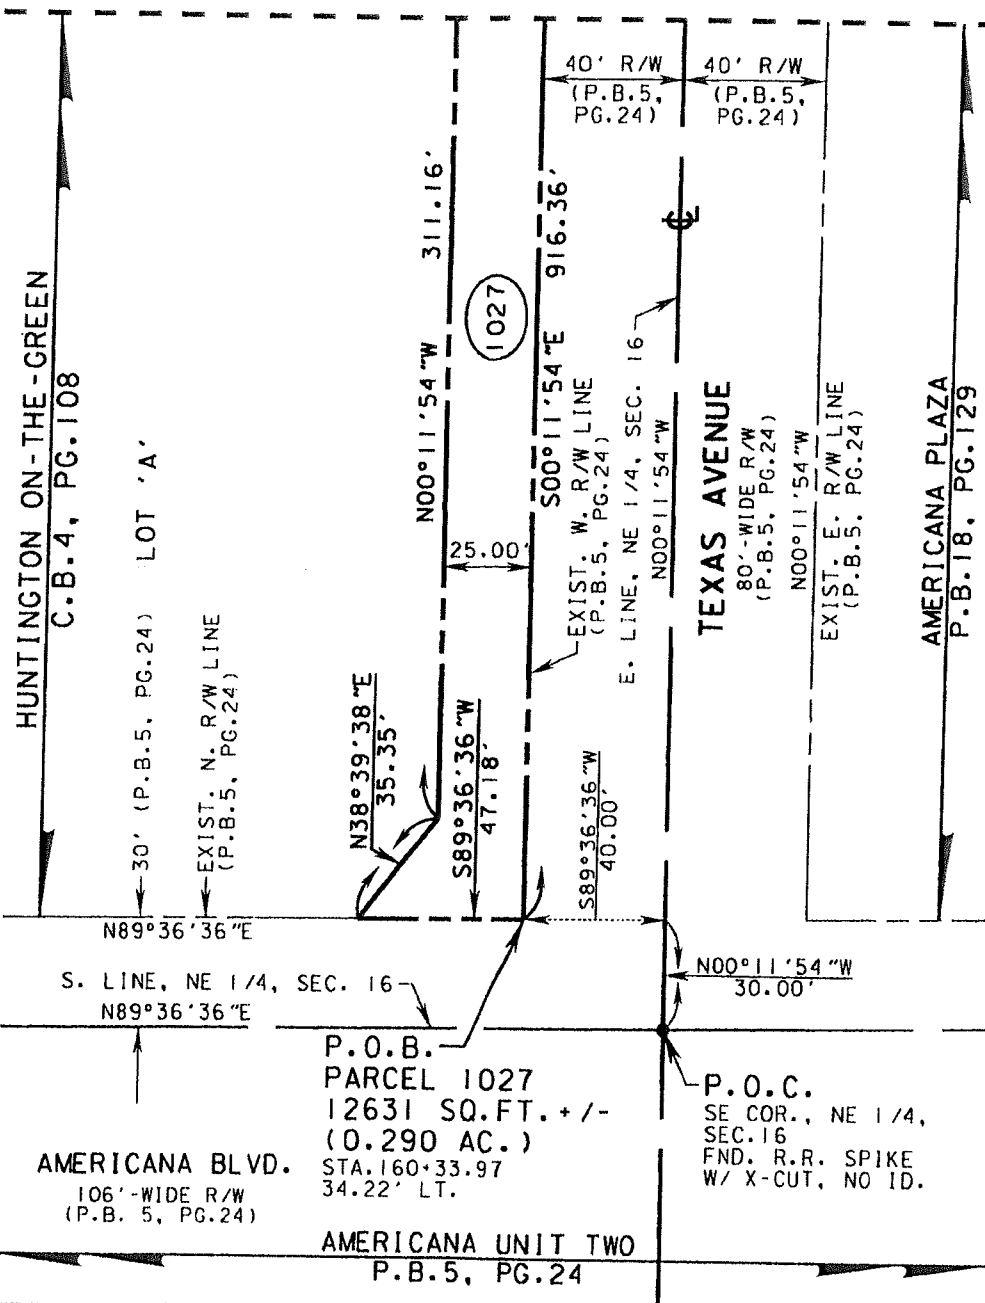 40' R/W
(P.B.5,
PG.24)
40' R/W
(P.B.5,
PG.24)
HUNTINGTON ON-THE-GREEN
C.B.4, PG.108
30' (P.B.5, PG.24) LOT 'A'
EXIST. N. R/W LINE
(P.B.5, PG.24)
N00°11'54"W 311.16'
1027
S00°11'54"E 916.36'
25.00'
EXIST. W. R/W LINE
(P.B.5, PG.24)
E. LINE, NE 1/4, SEC. 16
N00°11'54"W
℄
TEXAS AVENUE
80'-WIDE R/W
(P.B.5, PG.24)
N00°11'54"W
EXIST. E. R/W LINE
(P.B.5, PG.24)
AMERICANA PLAZA
P.B.18, PG.129
N38°39'38"E
35.35'
S89°36'36"W
47.18'
S89°36'36"W
40.00'
N89°36'36"E
S. LINE, NE 1/4, SEC. 16
N89°36'36"E
N00°11'54"W
30.00'
P.O.B.
PARCEL 1027
12631 SQ.FT.+/-
(0.290 AC.)
STA.160+33.97
34.22' LT.
P.O.C.
SE COR., NE 1/4,
SEC.16
FND. R.R. SPIKE
W/ X-CUT, NO ID.
AMERICANA BLVD.
106'-WIDE R/W
(P.B. 5, PG.24)
AMERICANA UNIT TWO
P.B.5, PG.24